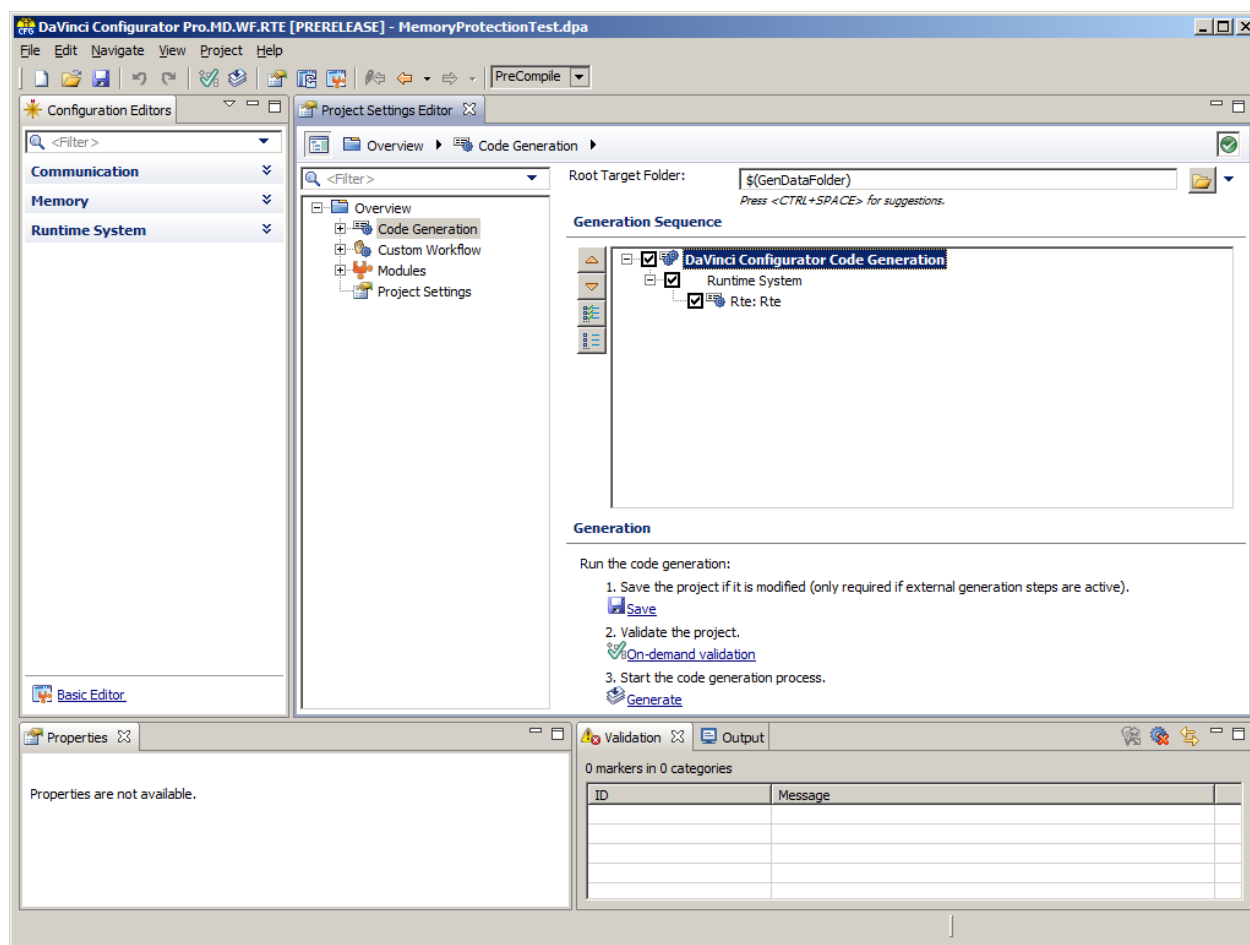 DaVinci Configurator Pro.MD.WF.RTE [PRERELEASE] - MemoryProtectionTest.dpa
File Edit Navigate View Project Help
PreCompile
Configuration Editors
Project Settings Editor
<Filter>
Overview Code Generation
Communication
Memory
Runtime System
<Filter>
Overview
Code Generation
Custom Workflow
Modules
Project Settings
Root Target Folder: $(GenDataFolder)
Press <CTRL+SPACE> for suggestions.
Generation Sequence
DaVinci Configurator Code Generation
Runtime System
Rte: Rte
Generation
Run the code generation:
1. Save the project if it is modified (only required if external generation steps are active).
Save
2. Validate the project.
On-demand validation
3. Start the code generation process.
Generate
Basic Editor
Properties
Properties are not available.
Validation Output
0 markers in 0 categories
ID Message